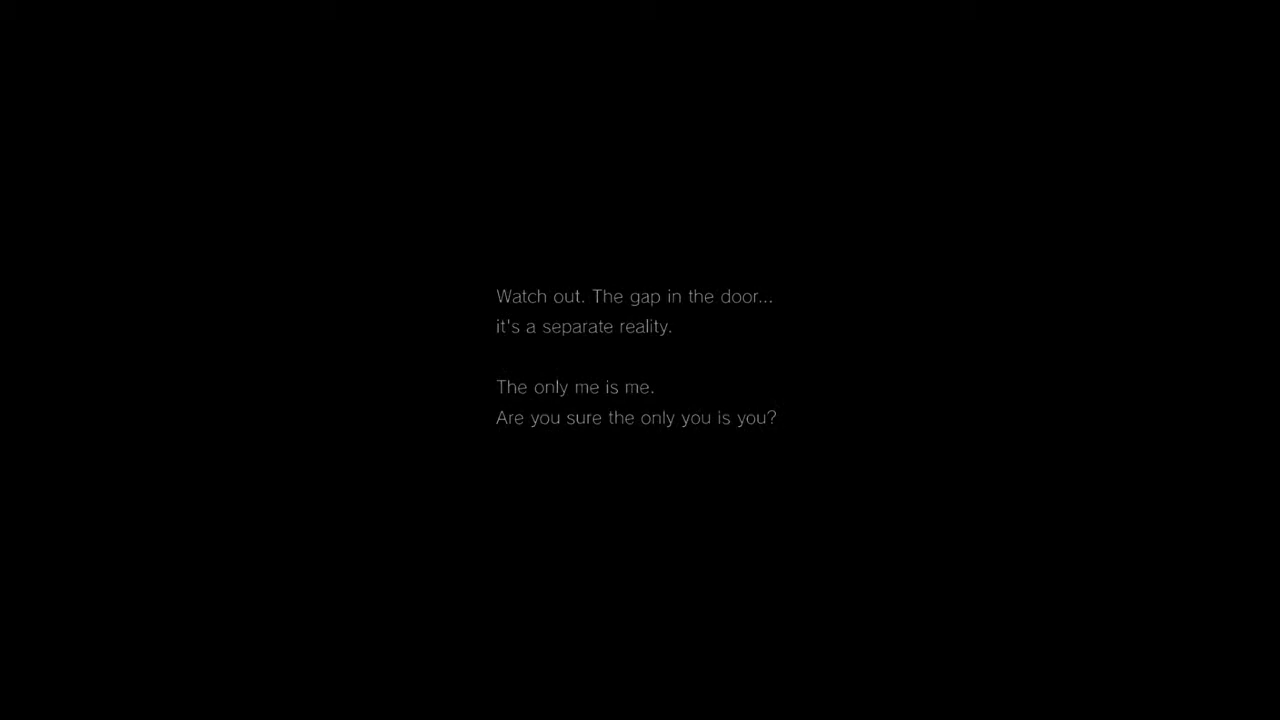 Watch out. The gap in the door...
it's a separate reality.
The only me is me.
Are you sure the only you is you?